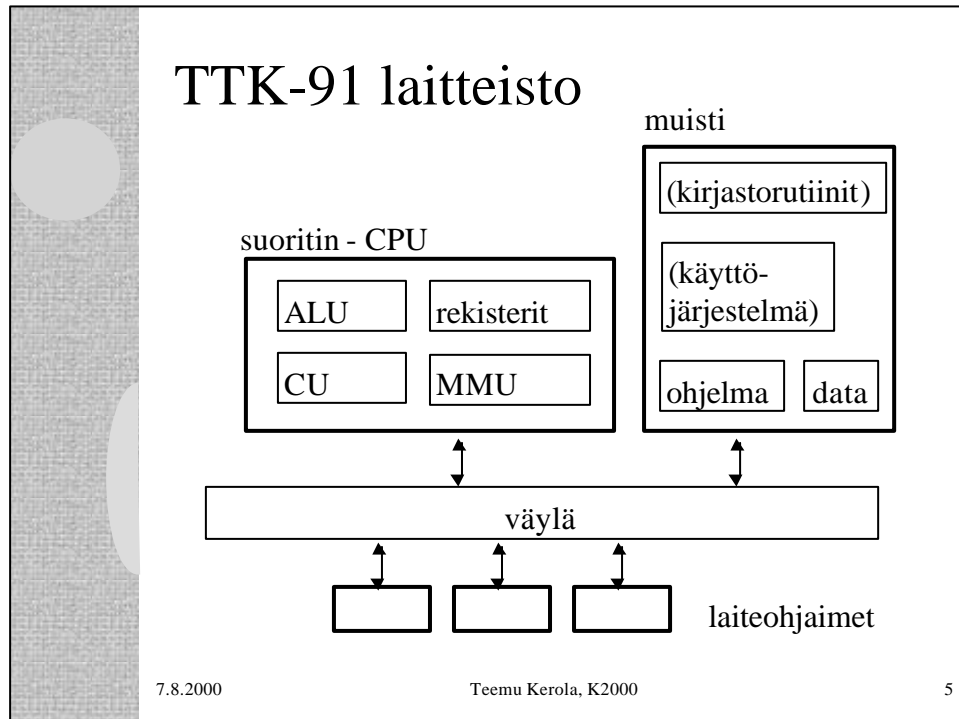 TTK-91 laitteisto
muisti
(kirjastorutiinit)
(käyttö-
järjestelmä)
ohjelma
data
suoritin - CPU
ALU
rekisterit
CU
MMU
väylä
laiteohjaimet
7.8.2000
Teemu Kerola, K2000
5